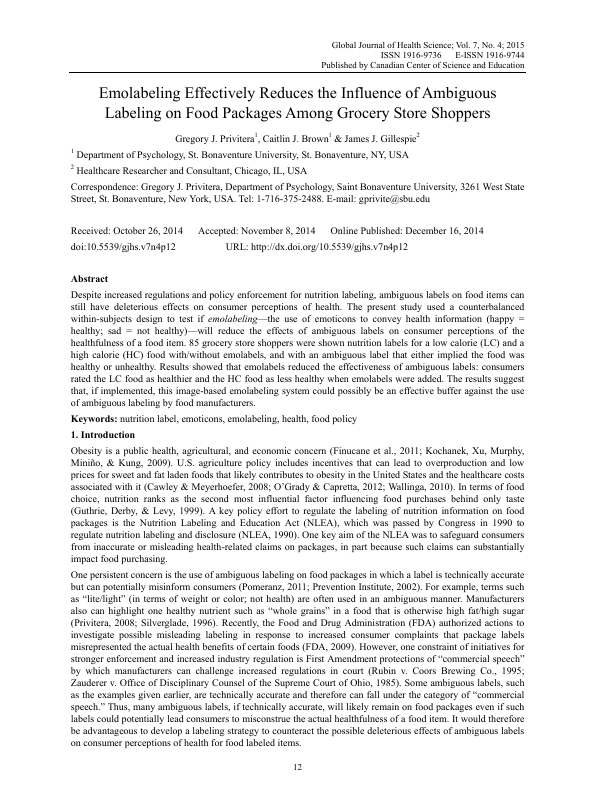 Global Journal of Health Science; Vol. 7, No. 4; 2015
ISSN 1916-9736 E-ISSN 1916-9744
Published by Canadian Center of Science and Education
Emolabeling Effectively Reduces the Influence of Ambiguous
Labeling on Food Packages Among Grocery Store Shoppers
Gregory J. Privitera1, Caitlin J. Brown1 & James J. Gillespie2
1 Department of Psychology, St. Bonaventure University, St. Bonaventure, NY, USA
2 Healthcare Researcher and Consultant, Chicago, IL, USA
Correspondence: Gregory J. Privitera, Department of Psychology, Saint Bonaventure University, 3261 West State
Street, St. Bonaventure, New York, USA. Tel: 1-716-375-2488. E-mail: gprivite@sbu.edu
Received: October 26, 2014 Accepted: November 8, 2014 Online Published: December 16, 2014
doi:10.5539/gjhs.v7n4p12 URL: http://dx.doi.org/10.5539/gjhs.v7n4p12
Abstract
Despite increased regulations and policy enforcement for nutrition labeling, ambiguous labels on food items can
still have deleterious effects on consumer perceptions of health. The present study used a counterbalanced
within-subjects design to test if emolabeling—the use of emoticons to convey health information (happy =
healthy; sad = not healthy)—will reduce the effects of ambiguous labels on consumer perceptions of the
healthfulness of a food item. 85 grocery store shoppers were shown nutrition labels for a low calorie (LC) and a
high calorie (HC) food with/without emolabels, and with an ambiguous label that either implied the food was
healthy or unhealthy. Results showed that emolabels reduced the effectiveness of ambiguous labels: consumers
rated the LC food as healthier and the HC food as less healthy when emolabels were added. The results suggest
that, if implemented, this image-based emolabeling system could possibly be an effective buffer against the use
of ambiguous labeling by food manufacturers.
Keywords: nutrition label, emoticons, emolabeling, health, food policy
1. Introduction
Obesity is a public health, agricultural, and economic concern (Finucane et al., 2011; Kochanek, Xu, Murphy,
Miniño, & Kung, 2009). U.S. agriculture policy includes incentives that can lead to overproduction and low
prices for sweet and fat laden foods that likely contributes to obesity in the United States and the healthcare costs
associated with it (Cawley & Meyerhoefer, 2008; O’Grady & Capretta, 2012; Wallinga, 2010). In terms of food
choice, nutrition ranks as the second most influential factor influencing food purchases behind only taste
(Guthrie, Derby, & Levy, 1999). A key policy effort to regulate the labeling of nutrition information on food
packages is the Nutrition Labeling and Education Act (NLEA), which was passed by Congress in 1990 to
regulate nutrition labeling and disclosure (NLEA, 1990). One key aim of the NLEA was to safeguard consumers
from inaccurate or misleading health-related claims on packages, in part because such claims can substantially
impact food purchasing.
One persistent concern is the use of ambiguous labeling on food packages in which a label is technically accurate
but can potentially misinform consumers (Pomeranz, 2011; Prevention Institute, 2002). For example, terms such
as “lite/light” (in terms of weight or color; not health) are often used in an ambiguous manner. Manufacturers
also can highlight one healthy nutrient such as “whole grains” in a food that is otherwise high fat/high sugar
(Privitera, 2008; Silverglade, 1996). Recently, the Food and Drug Administration (FDA) authorized actions to
investigate possible misleading labeling in response to increased consumer complaints that package labels
misrepresented the actual health benefits of certain foods (FDA, 2009). However, one constraint of initiatives for
stronger enforcement and increased industry regulation is First Amendment protections of “commercial speech”
by which manufacturers can challenge increased regulations in court (Rubin v. Coors Brewing Co., 1995;
Zauderer v. Office of Disciplinary Counsel of the Supreme Court of Ohio, 1985). Some ambiguous labels, such
as the examples given earlier, are technically accurate and therefore can fall under the category of “commercial
speech.” Thus, many ambiguous labels, if technically accurate, will likely remain on food packages even if such
labels could potentially lead consumers to misconstrue the actual healthfulness of a food item. It would therefore
be advantageous to develop a labeling strategy to counteract the possible deleterious effects of ambiguous labels
on consumer perceptions of health for food labeled items.
12